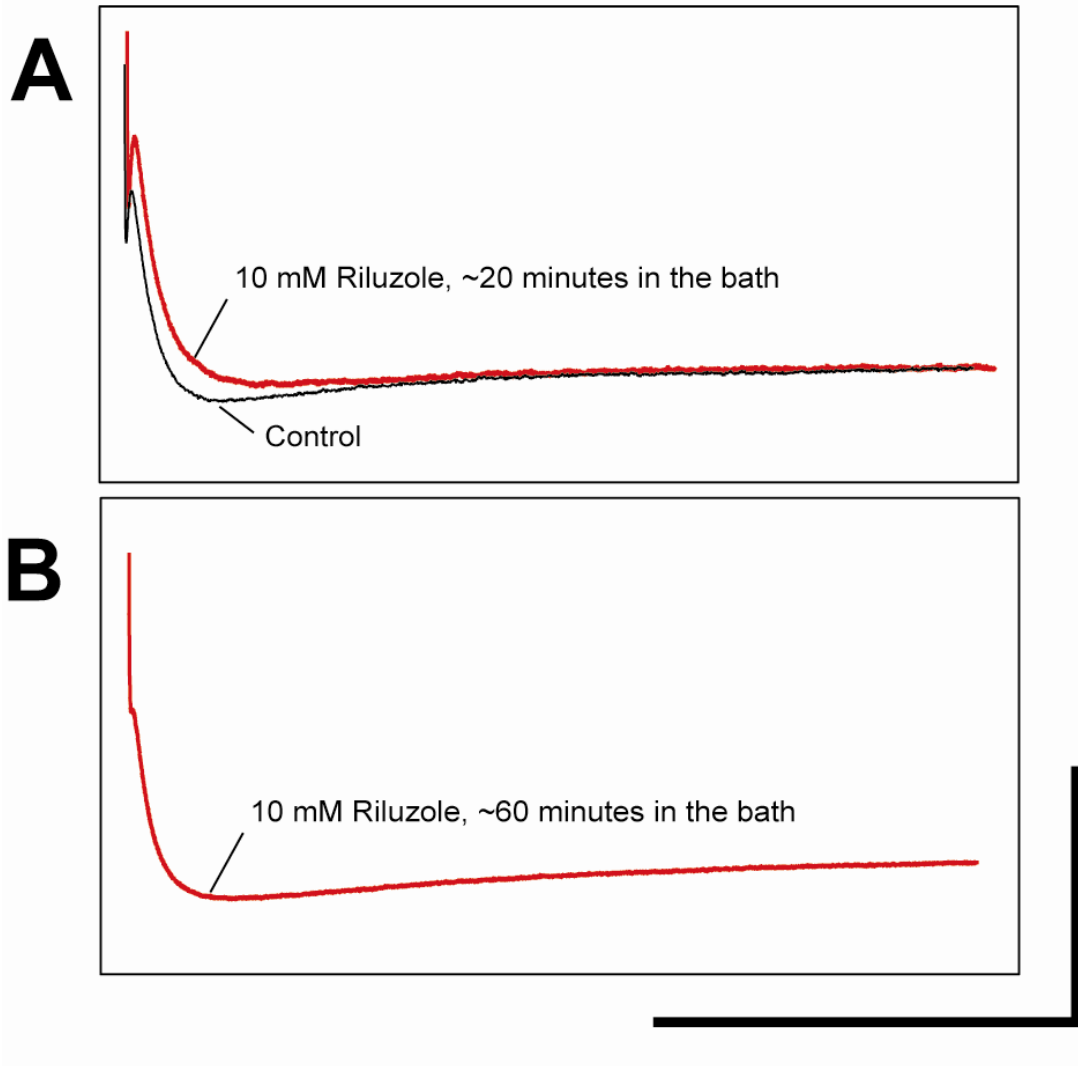 A
10 mM Riluzole, ~20 minutes in the bath
Control
B
10 mM Riluzole, ~60 minutes in the bath